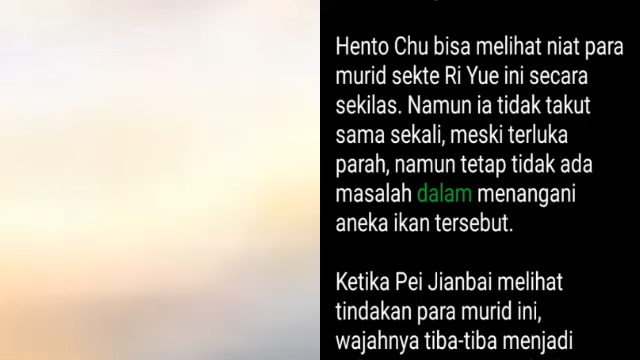 Hento Chu bisa melihat niat para
murid sekte Ri Yue ini secara
sekilas. Namun ia tidak takut
sama sekali, meski terluka
parah, namun tetap tidak ada
masalah dalam menangani
aneka ikan tersebut.
Ketika Pei Jianbai melihat
tindakan para murid ini,
wajahnya tiba-tiba menjadi